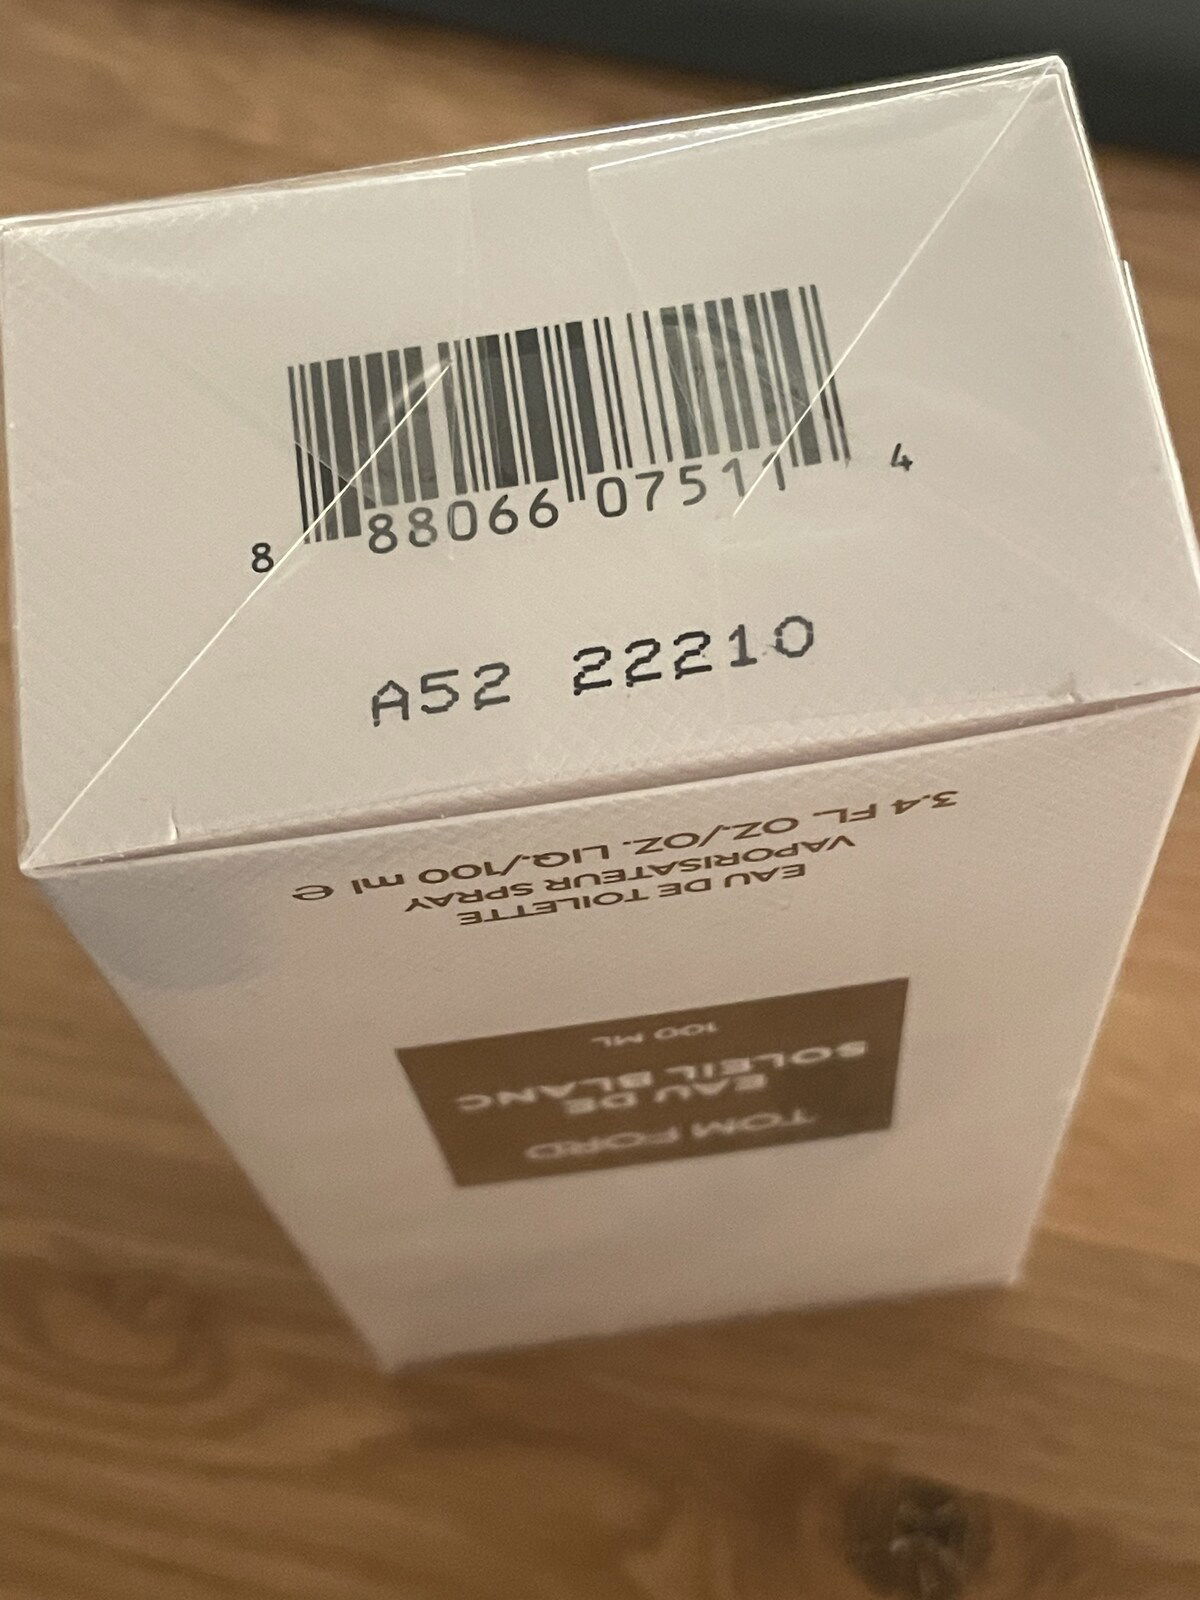 8 88066 07511 4
A52 22210
3.4 FL. OZ./OZ. LIQ./100 ml ℮
VAPORISATEUR SPRAY
EAU DE TOILETTE
100 ML
SOLEIL BLANC
EAU DE
TOM FORD